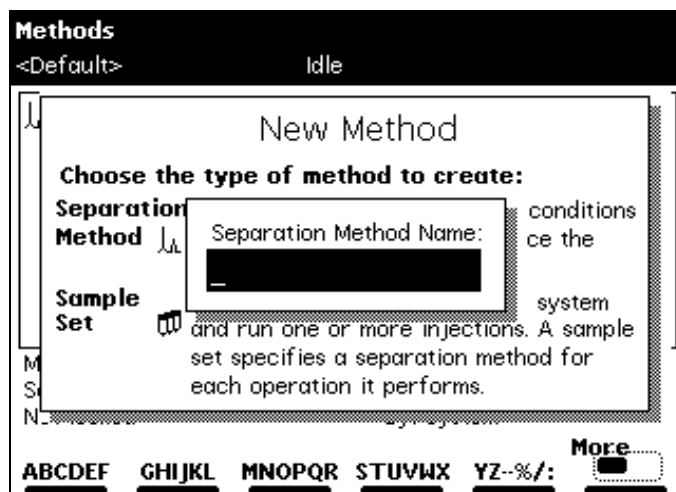 Methods
<Default> Idle
New Method
Choose the type of method to create:
Separation conditions
Method ce the
Separation Method Name:
Sample system
Set and run one or more injections. A sample
set specifies a separation method for
each operation it performs.
More
ABCDEF GHIJKL MNOPQR STUVWX YZ--%/: